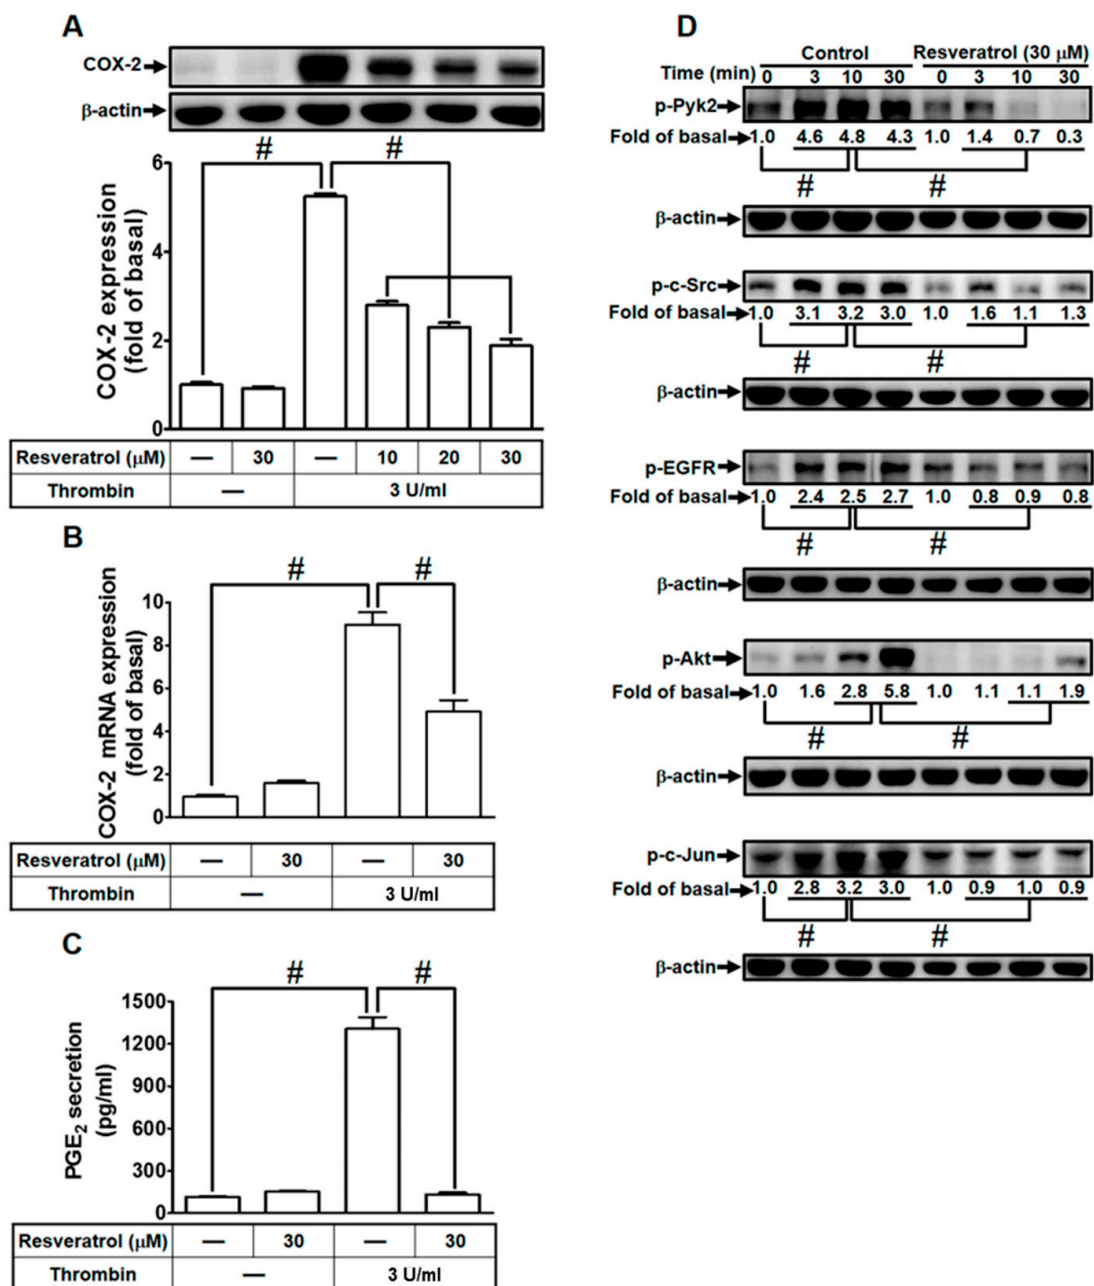 A
COX-2
β-actin
#
#
COX-2 expression
(fold of basal)
6
4
2
0
Resveratrol (μM) — 30 — 10 20 30
Thrombin — 3 U/ml
B
#
#
COX-2 mRNA expression
(fold of basal)
10
8
6
4
2
0
Resveratrol (μM) — 30 — 30
Thrombin — 3 U/ml
C
#
#
PGE2 secretion
(pg/ml)
1500
1200
900
600
300
0
Resveratrol (μM) — 30 — 30
Thrombin — 3 U/ml
D
Control Resveratrol (30 μM)
Time (min) 0 3 10 30 0 3 10 30
p-Pyk2
Fold of basal 1.0 4.6 4.8 4.3 1.0 1.4 0.7 0.3
# #
β-actin
p-c-Src
Fold of basal 1.0 3.1 3.2 3.0 1.0 1.6 1.1 1.3
# #
β-actin
p-EGFR
Fold of basal 1.0 2.4 2.5 2.7 1.0 0.8 0.9 0.8
# #
β-actin
p-Akt
Fold of basal 1.0 1.6 2.8 5.8 1.0 1.1 1.1 1.9
# #
β-actin
p-c-Jun
Fold of basal 1.0 2.8 3.2 3.0 1.0 0.9 1.0 0.9
# #
β-actin